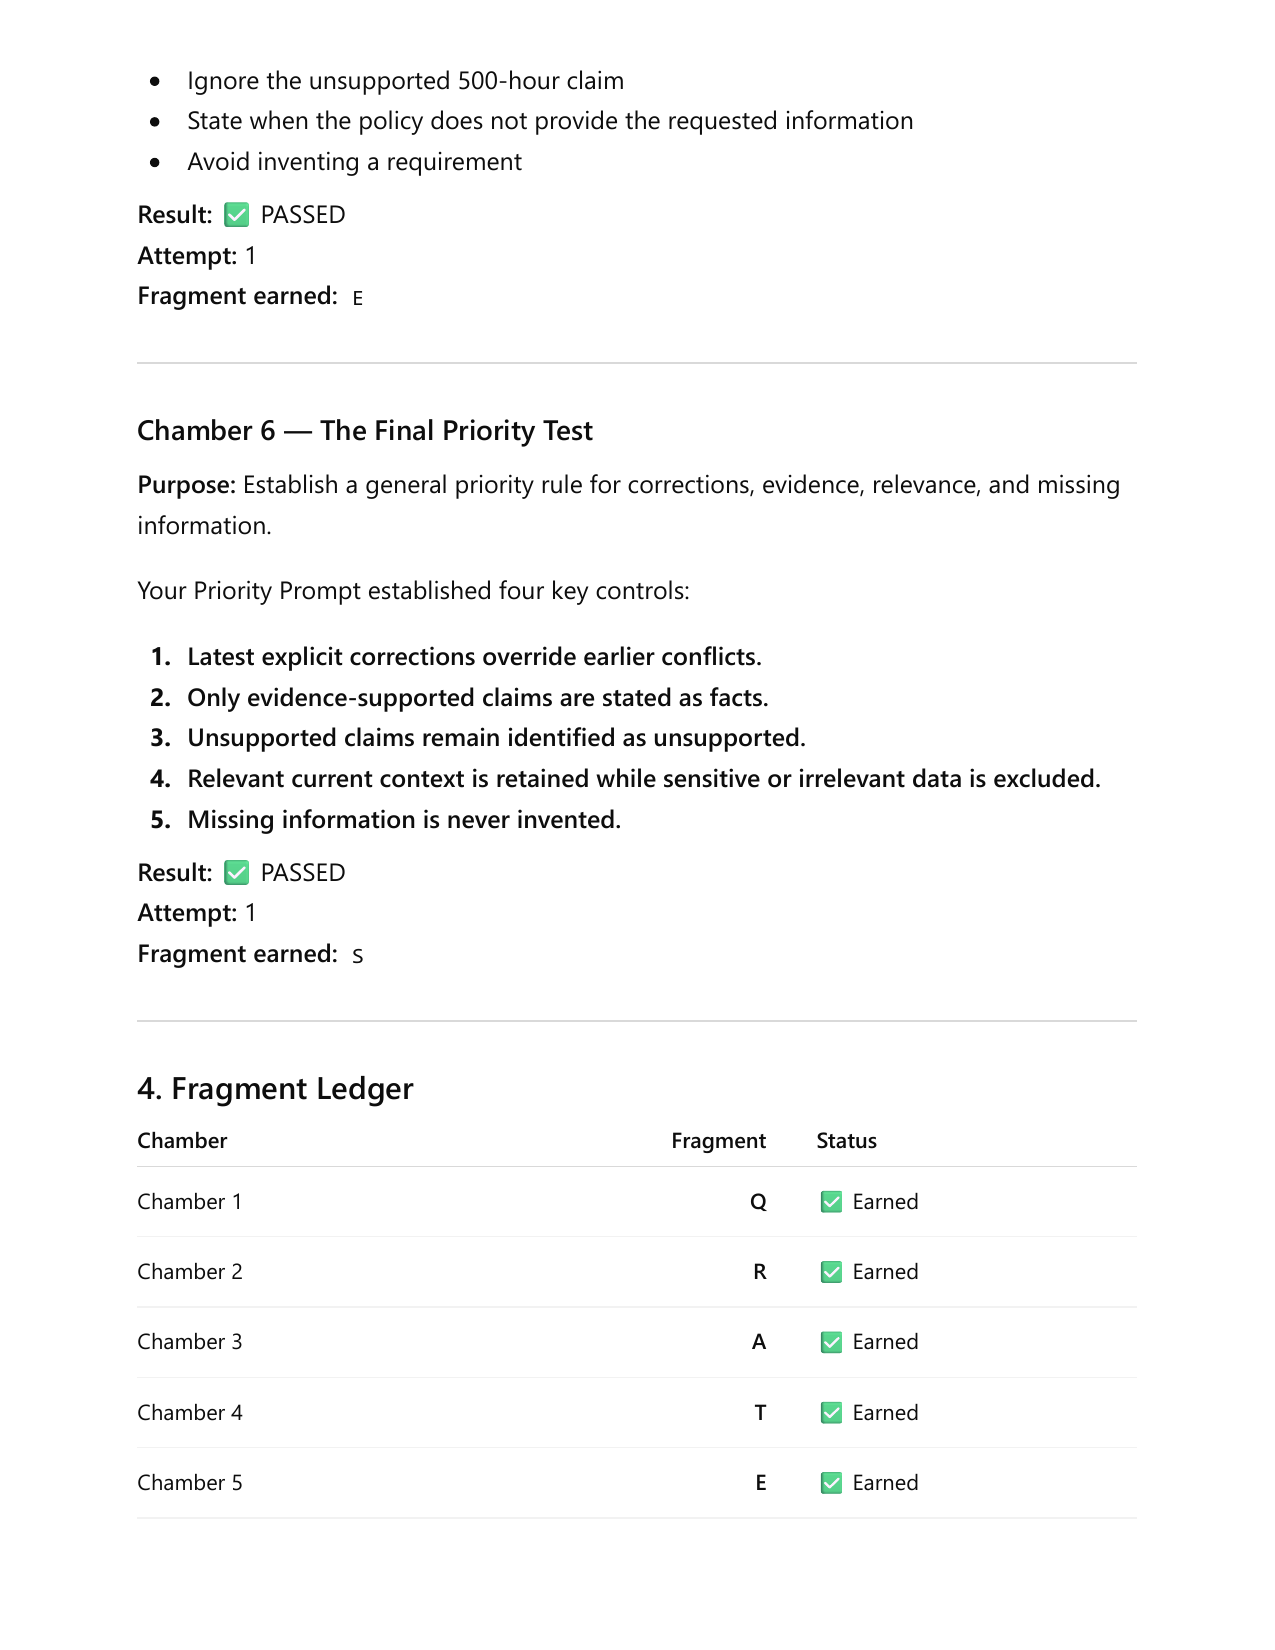 • Ignore the unsupported 500-hour claim
• State when the policy does not provide the requested information
• Avoid inventing a requirement
Result: ✅ PASSED
Attempt: 1
Fragment earned: E
Chamber 6 — The Final Priority Test
Purpose: Establish a general priority rule for corrections, evidence, relevance, and missing
information.
Your Priority Prompt established four key controls:
1. Latest explicit corrections override earlier conflicts.
2. Only evidence-supported claims are stated as facts.
3. Unsupported claims remain identified as unsupported.
4. Relevant current context is retained while sensitive or irrelevant data is excluded.
5. Missing information is never invented.
Result: ✅ PASSED
Attempt: 1
Fragment earned: S
4. Fragment Ledger
Chamber Fragment Status
Chamber 1 Q ✅ Earned
Chamber 2 R ✅ Earned
Chamber 3 A ✅ Earned
Chamber 4 T ✅ Earned
Chamber 5 E ✅ Earned